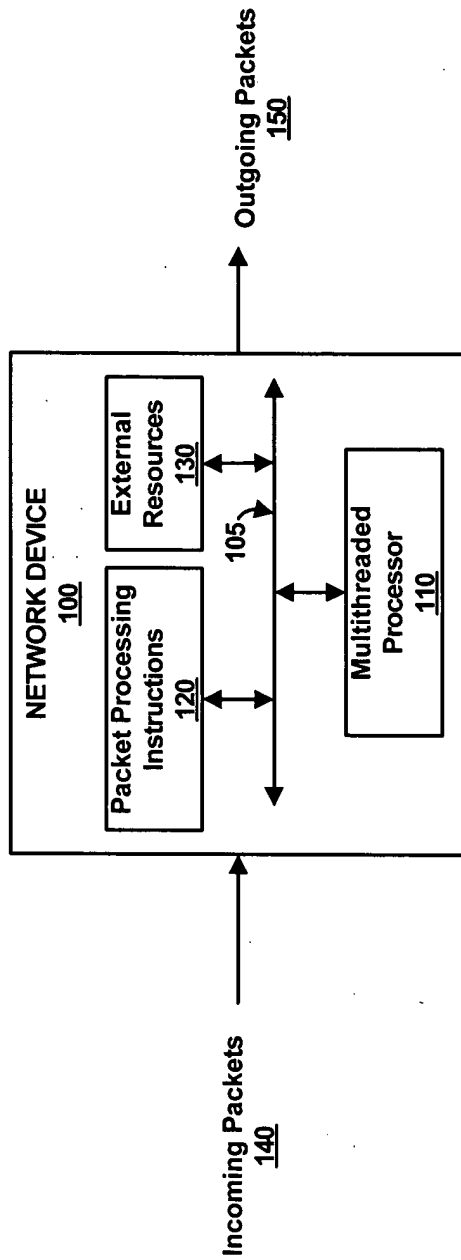 NETWORK DEVICE
100
Packet Processing
Instructions
120
External
Resources
130
105
Multithreaded
Processor
110
Incoming Packets
140
Outgoing Packets
150